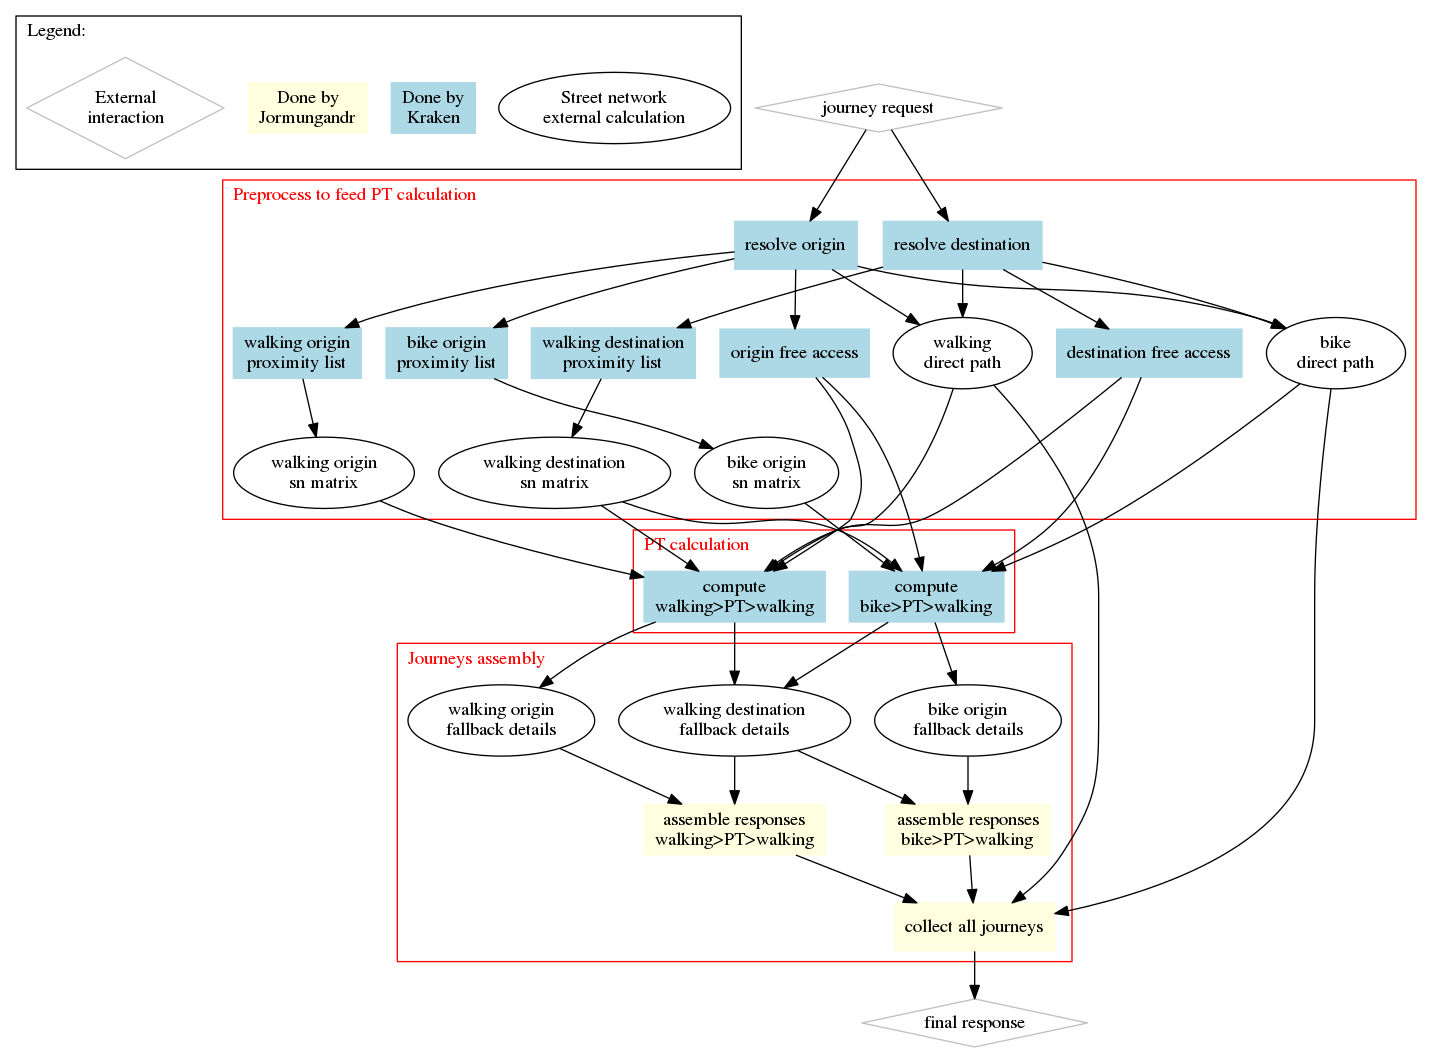 Legend:
External
interaction
Done by
Jormungandr
Done by
Kraken
Street network
external calculation
journey request
Preprocess to feed PT calculation
resolve origin
resolve destination
walking origin
proximity list
bike origin
proximity list
walking destination
proximity list
origin free access
walking
direct path
destination free access
bike
direct path
walking origin
sn matrix
walking destination
sn matrix
bike origin
sn matrix
PT calculation
compute
walking>PT>walking
compute
bike>PT>walking
Journeys assembly
walking origin
fallback details
walking destination
fallback details
bike origin
fallback details
assemble responses
walking>PT>walking
assemble responses
bike>PT>walking
collect all journeys
final response